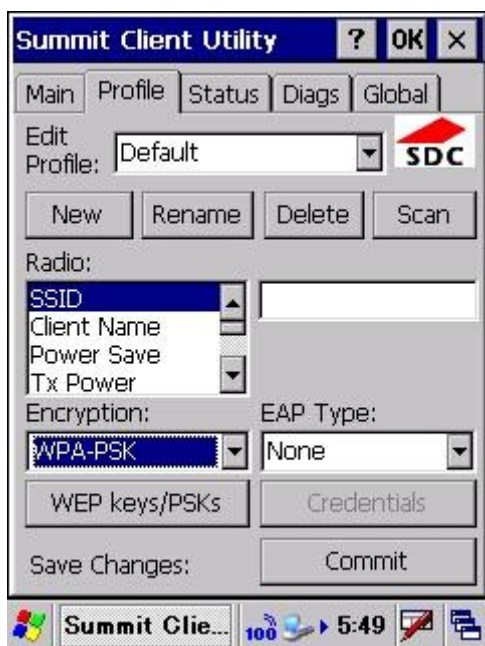 Summit Client Utility ? OK ×
Main Profile Status Diags Global
Edit
Profile: Default
SDC
New Rename Delete Scan
Radio:
SSID
Client Name
Power Save
Tx Power
Encryption: EAP Type:
WPA-PSK None
WEP keys/PSKs Credentials
Save Changes: Commit
Summit Clie... 100 5:49